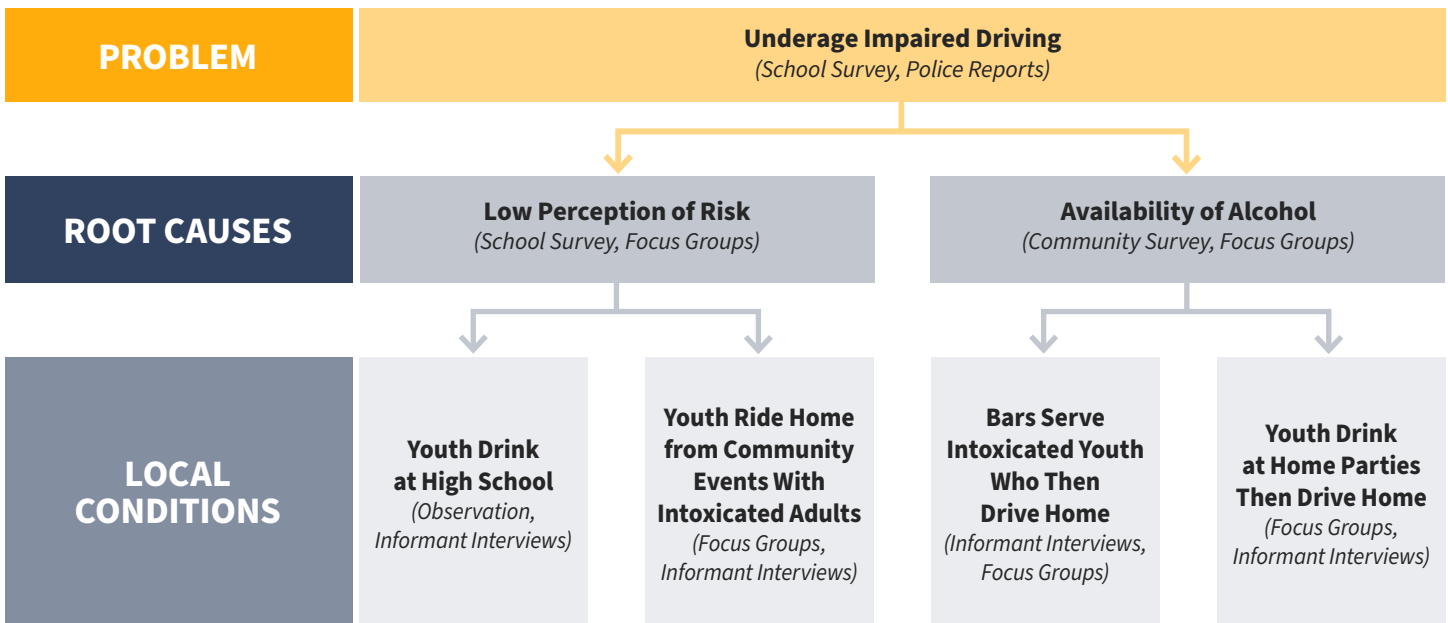 PROBLEM
Underage Impaired Driving
(School Survey, Police Reports)
ROOT CAUSES
Low Perception of Risk
(School Survey, Focus Groups)
Availability of Alcohol
(Community Survey, Focus Groups)
LOCAL
CONDITIONS
Youth Drink
at High School
(Observation,
Informant Interviews)
Youth Ride Home
from Community
Events With
Intoxicated Adults
(Focus Groups,
Informant Interviews)
Bars Serve
Intoxicated Youth
Who Then
Drive Home
(Informant Interviews,
Focus Groups)
Youth Drink
at Home Parties
Then Drive Home
(Focus Groups,
Informant Interviews)